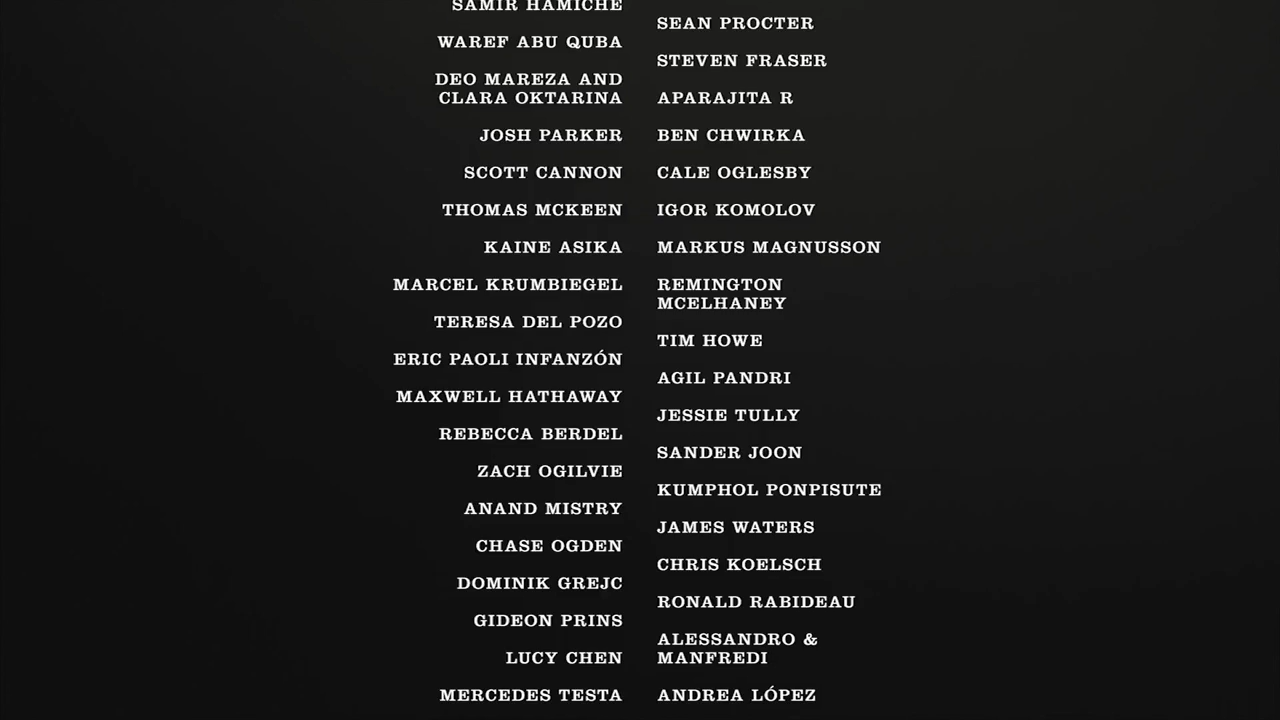 SAMIR HAMICHE
WAREF ABU QUBA
DEO MAREZA AND
CLARA OKTARINA
JOSH PARKER
SCOTT CANNON
THOMAS MCKEEN
KAINE ASIKA
MARCEL KRUMBIEGEL
TERESA DEL POZO
ERIC PAOLI INFANZÓN
MAXWELL HATHAWAY
REBECCA BERDEL
ZACH OGILVIE
ANAND MISTRY
CHASE OGDEN
DOMINIK GREJC
GIDEON PRINS
LUCY CHEN
MERCEDES TESTA
SEAN PROCTER
STEVEN FRASER
APARAJITA R
BEN CHWIRKA
CALE OGLESBY
IGOR KOMOLOV
MARKUS MAGNUSSON
REMINGTON
MCELHANEY
TIM HOWE
AGIL PANDRI
JESSIE TULLY
SANDER JOON
KUMPHOL PONPISUTE
JAMES WATERS
CHRIS KOELSCH
RONALD RABIDEAU
ALESSANDRO &
MANFREDI
ANDREA LÓPEZ